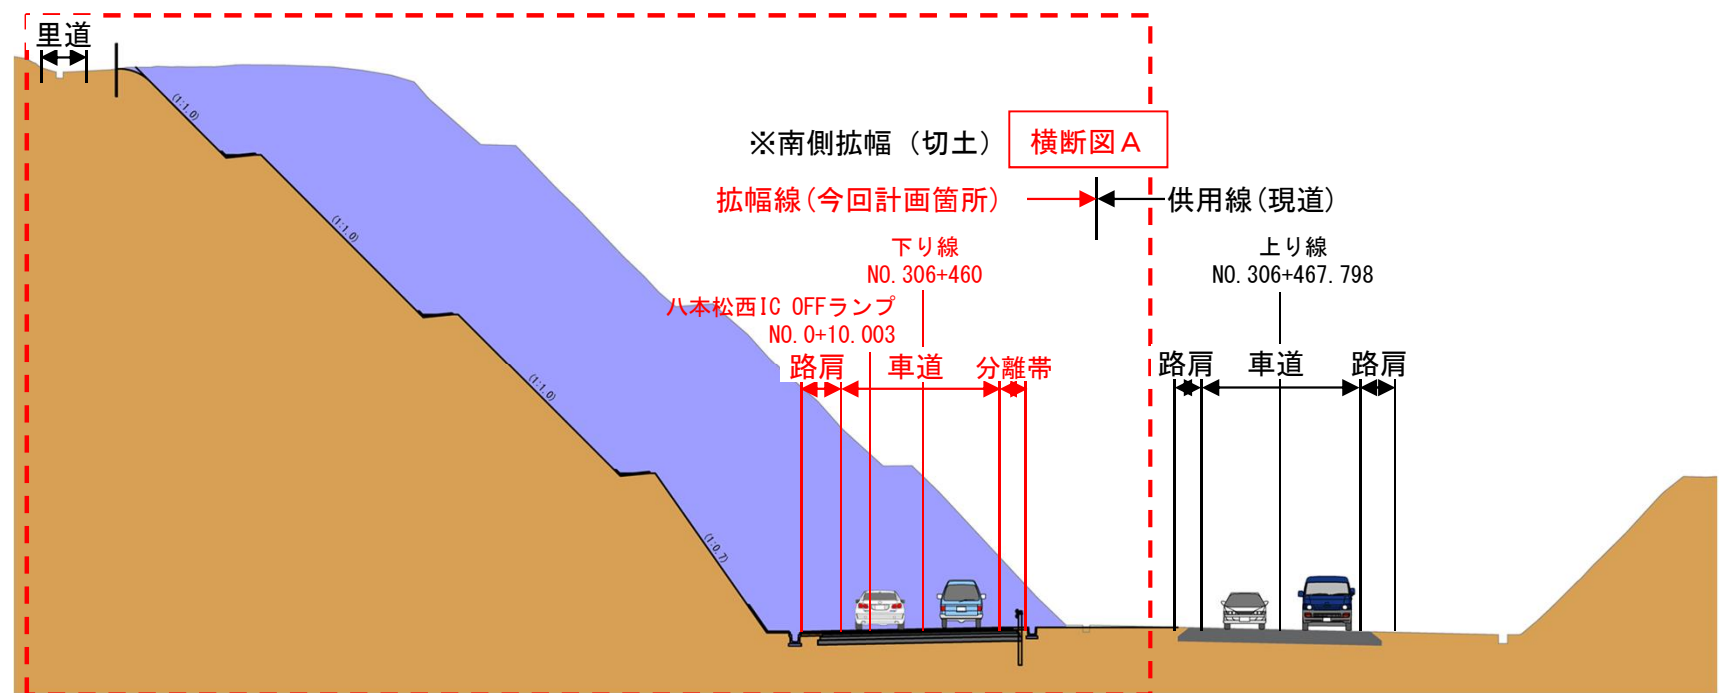 里道
※南側拡幅（切土）
横断図A
拡幅線(今回計画箇所)
供用線(現道)
下り線
NO.306+460
上り線
NO.306+467.798
八本松西IC OFFランプ
NO.0+10.003
路肩
車道
分離帯
路肩
車道
路肩
(1:1.0)
(1:1.0)
(1:1.0)
(1:0.7)